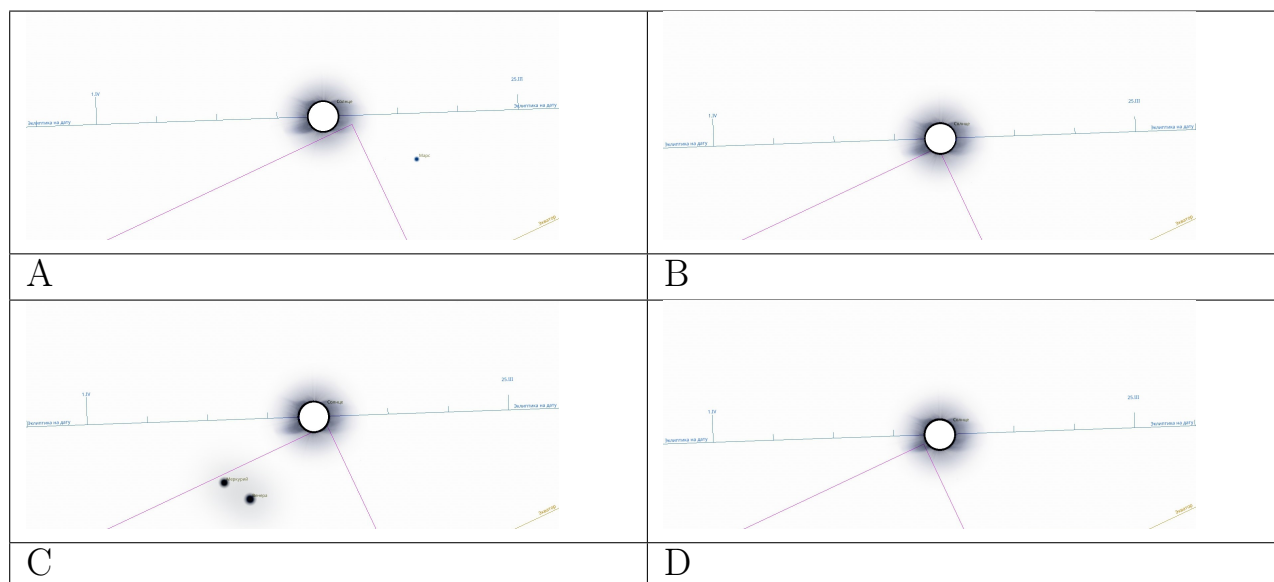 1.IV
25.III
Солнце
Эклиптика на дату
Эклиптика на дату
Марс
Экватор
A
1.IV
25.III
Солнце
Эклиптика на дату
Эклиптика на дату
Экватор
B
1.IV
25.III
Солнце
Эклиптика на дату
Эклиптика на дату
Меркурий
Венера
Экватор
C
1.IV
25.III
Солнце
Эклиптика на дату
Эклиптика на дату
Экватор
D